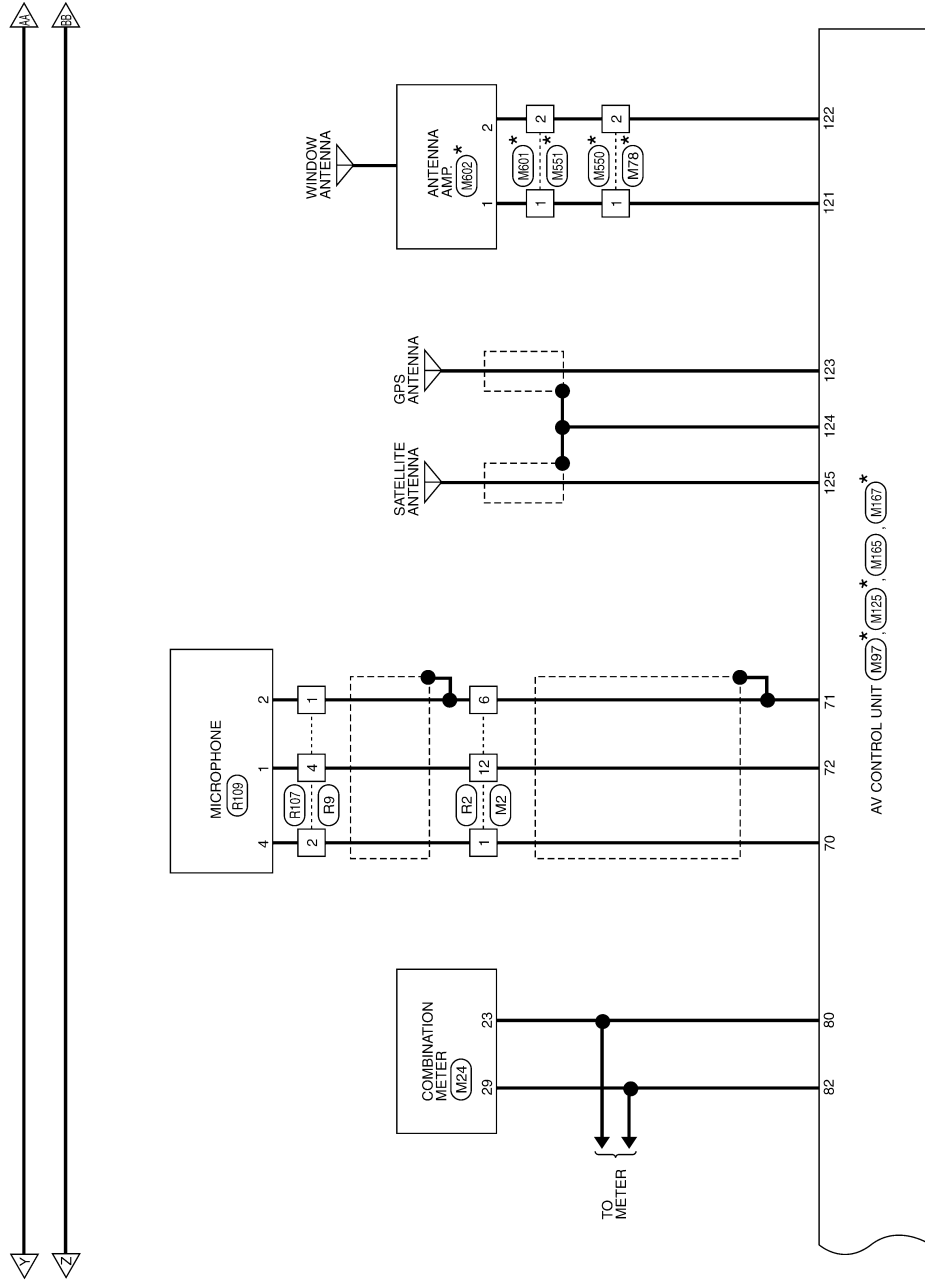 Y AA
Z BB
COMBINATION
METER
M24
29 23
TO
METER
82 80
MICROPHONE
R109
4 1 2
2 R107 4 1
R9
1 R2 12 6
M2
70 72 71
SATELLITE
ANTENNA
GPS
ANTENNA
125 124 123
WINDOW
ANTENNA
ANTENNA
AMP.
M602 *
1 2
1 M601 * 2
M551 *
1 M550 * 2
M78 *
121 122
AV CONTROL UNIT M97 * , M125 * , M165 , M167 *